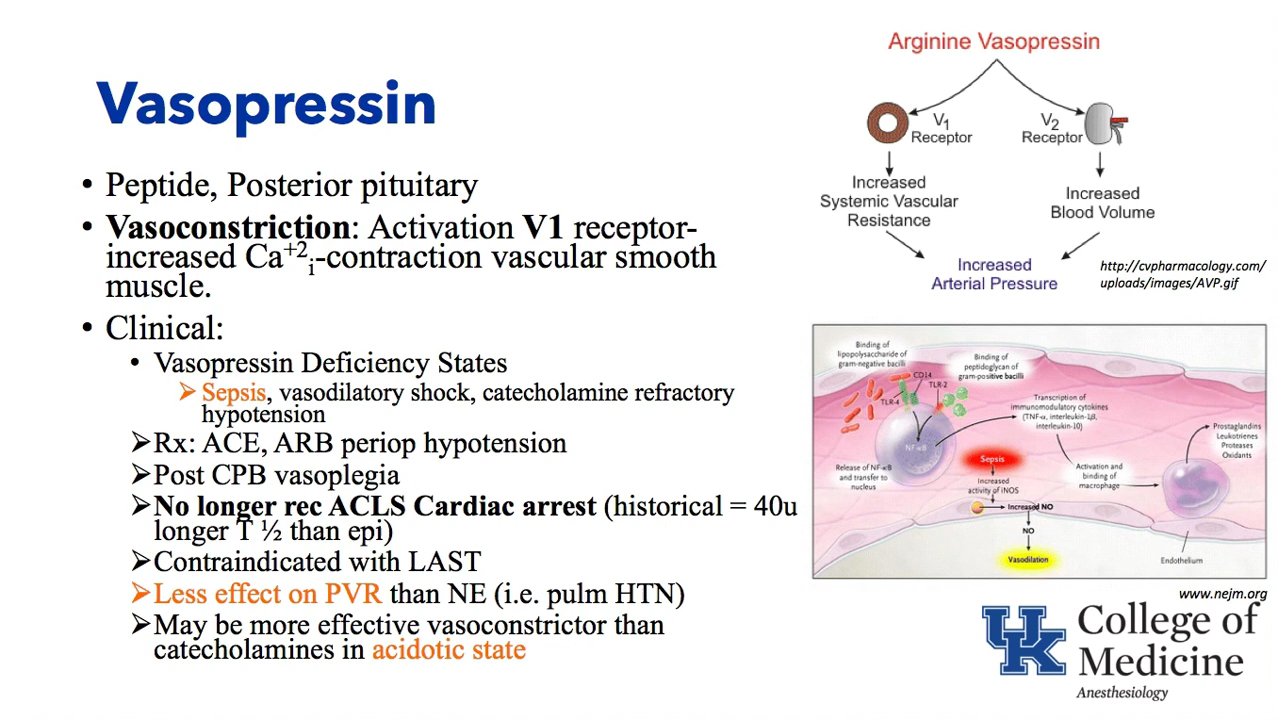 Vasopressin
• Peptide, Posterior pituitary
• Vasoconstriction: Activation V1 receptor-
increased Ca+2i-contraction vascular smooth
muscle.
• Clinical:
• Vasopressin Deficiency States
➢ Sepsis, vasodilatory shock, catecholamine refractory
hypotension
➢Rx: ACE, ARB periop hypotension
➢Post CPB vasoplegia
➢No longer rec ACLS Cardiac arrest (historical = 40u
longer T ½ than epi)
➢Contraindicated with LAST
➢Less effect on PVR than NE (i.e. pulm HTN)
➢May be more effective vasoconstrictor than
catecholamines in acidotic state
Arginine Vasopressin
V1
Receptor
V2
Receptor
Increased
Systemic Vascular
Resistance
Increased
Blood Volume
Increased
Arterial Pressure
http://cvpharmacology.com/
uploads/images/AVP.gif
Binding of
lipopolysaccharide of
gram-negative bacilli
Binding of
peptidoglycan of
gram-positive bacilli
CD14
TLR-2
TLR-4
NF-κB
Transcription of
immunomodulatory cytokines
(TNF-α, interleukin-1β,
interleukin-10)
Prostaglandins
Leukotrienes
Proteases
Oxidants
Release of NF-κB
and transfer to
nucleus
Sepsis
Increased
activity of iNOS
Increased NO
NO
Vasodilation
Activation and
binding of
macrophage
Endothelium
www.nejm.org
UK
College of
Medicine
Anesthesiology